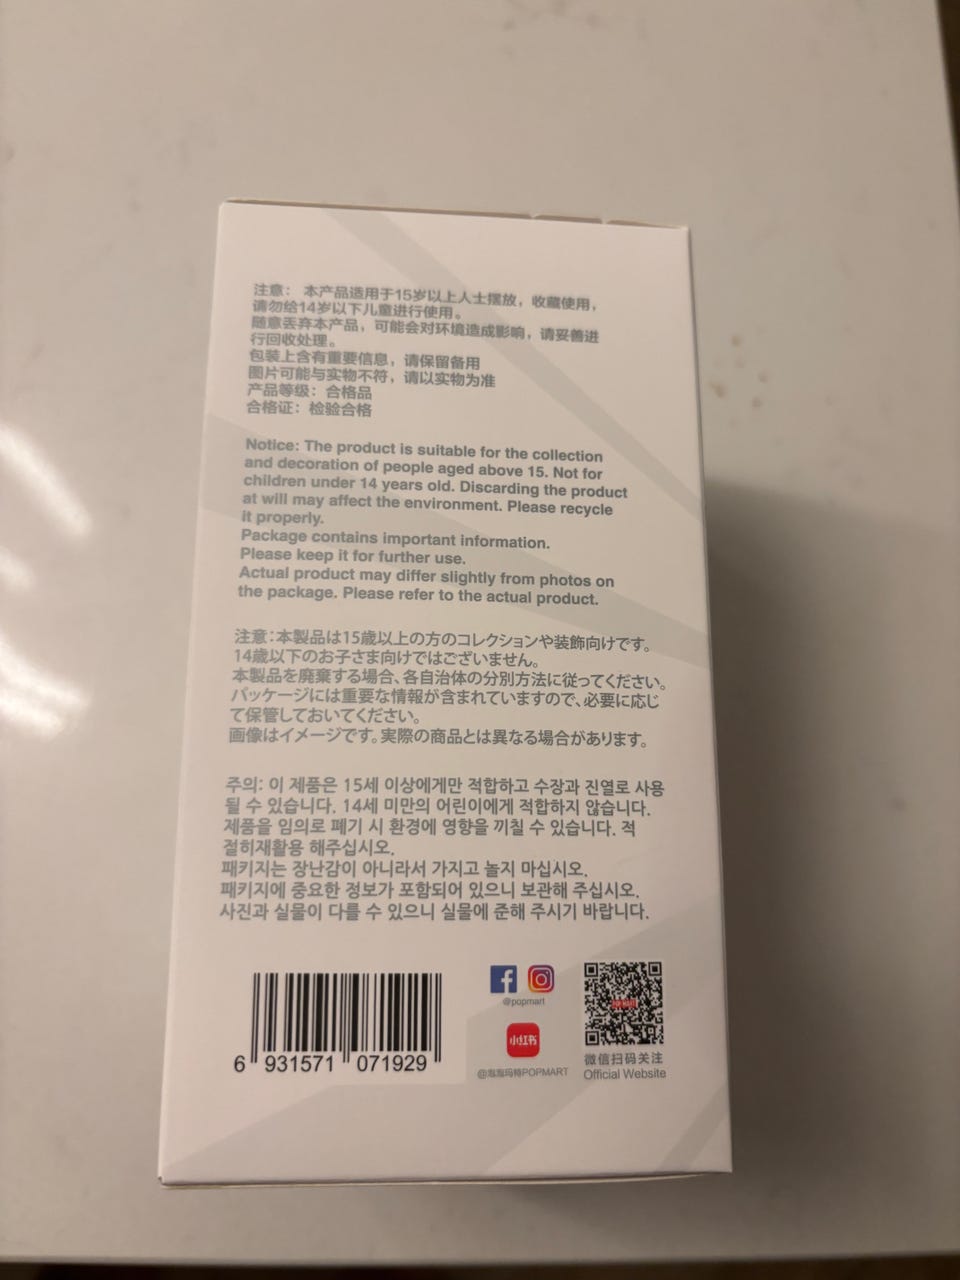 注意： 本产品适用于15岁以上人士摆放，收藏使用，
请勿给14岁以下儿童进行使用。
随意丢弃本产品，可能会对环境造成影响，请妥善进
行回收处理。
包装上含有重要信息，请保留备用
图片可能与实物不符，请以实物为准
产品等级：合格品
合格证：检验合格
Notice: The product is suitable for the collection
and decoration of people aged above 15. Not for
children under 14 years old. Discarding the product
at will may affect the environment. Please recycle
it properly.
Package contains important information.
Please keep it for further use.
Actual product may differ slightly from photos on
the package. Please refer to the actual product.
注意：本製品は15歳以上の方のコレクションや装飾向けです。
14歳以下のお子さま向けではございません。
本製品を廃棄する場合、各自治体の分別方法に従ってください。
パッケージには重要な情報が含まれていますので、必要に応じ
て保管しておいてください。
画像はイメージです。実際の商品とは異なる場合があります。
주의: 이 제품은 15세 이상에게만 적합하고 수장과 진열로 사용
될 수 있습니다. 14세 미만의 어린이에게 적합하지 않습니다.
제품을 임의로 폐기 시 환경에 영향을 끼칠 수 있습니다. 적
절히재활용 해주십시오.
패키지는 장난감이 아니라서 가지고 놀지 마십시오.
패키지에 중요한 정보가 포함되어 있으니 보관해 주십시오.
사진과 실물이 다를 수 있으니 실물에 준해 주시기 바랍니다.
6 931571 071929
@popmart
小红书
@泡泡玛特POPMART
POP MART
微信扫码关注
Official Website